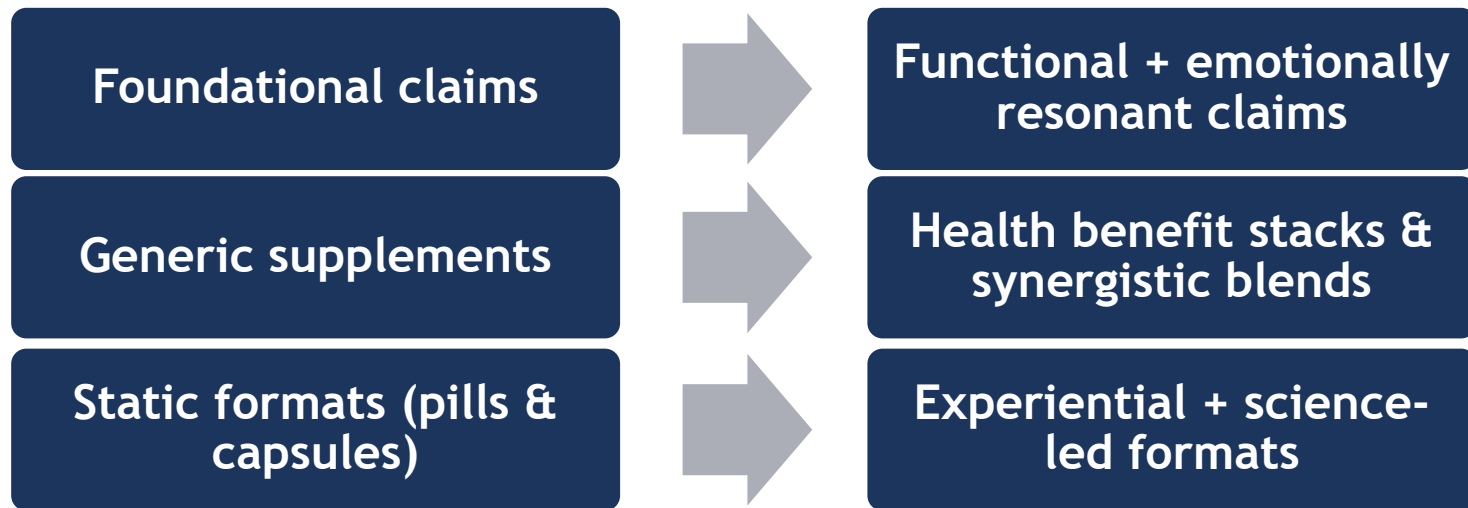 Foundational claims
Functional + emotionally
resonant claims
Generic supplements
Health benefit stacks &
synergistic blends
Static formats (pills &
capsules)
Experiential + science-
led formats